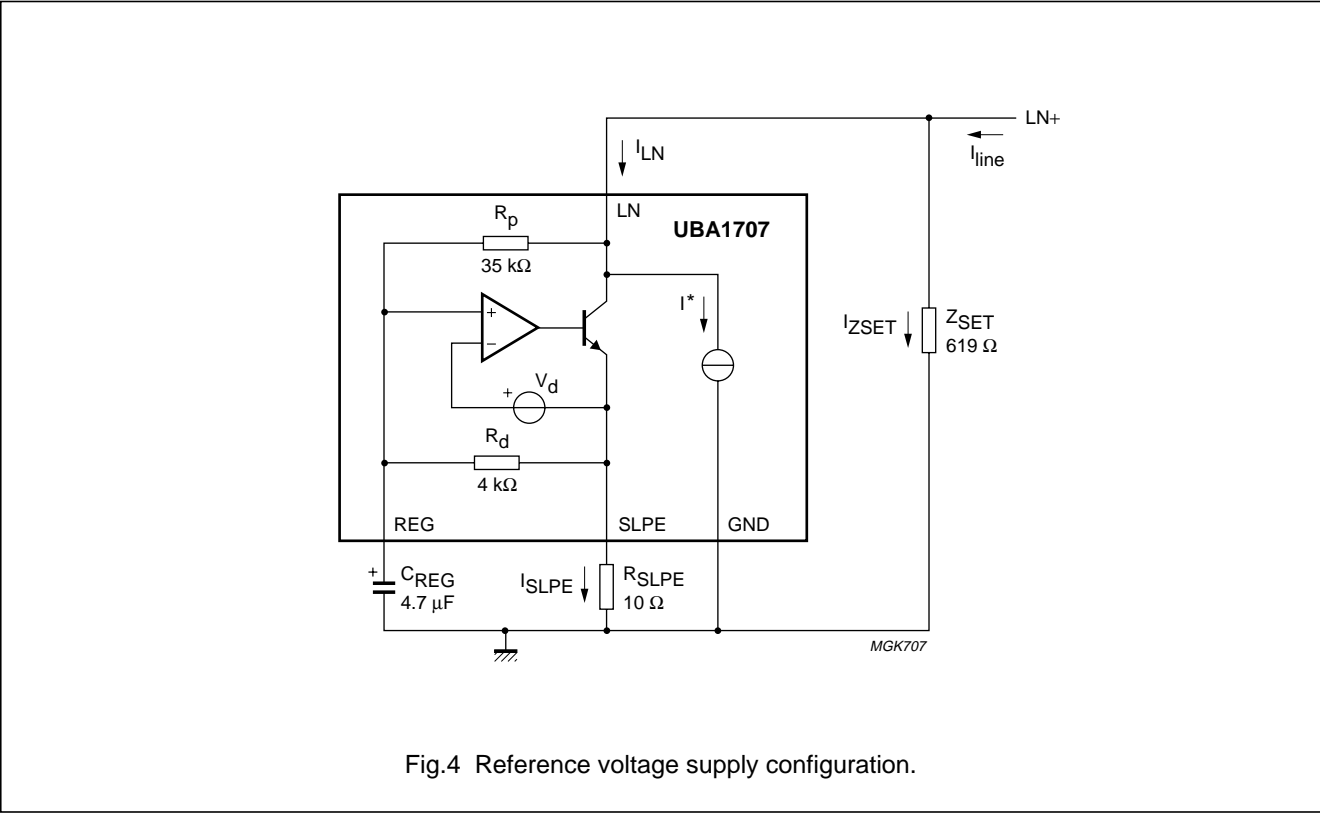 LN+
I_line
I_LN
LN
UBA1707
R_p
35 kΩ
I*
+
−
I_ZSET
Z_SET
619 Ω
+ V_d
R_d
4 kΩ
REG
SLPE
GND
+ C_REG
4.7 μF
I_SLPE
R_SLPE
10 Ω
MGK707
Fig.4 Reference voltage supply configuration.